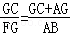 GC/FG = GC+AG/AB